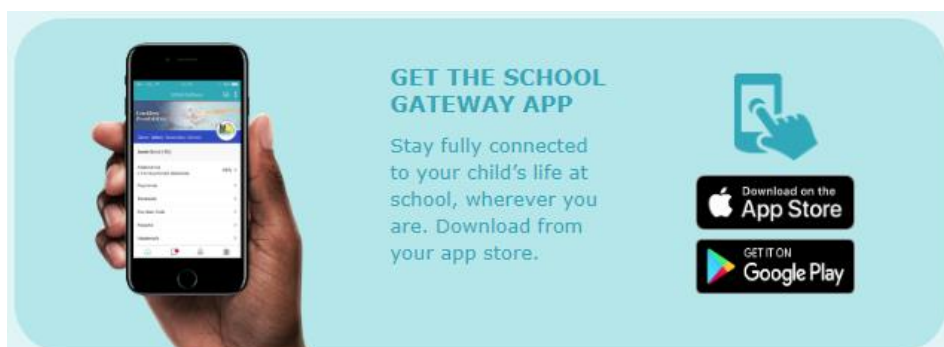 GET THE SCHOOL
GATEWAY APP
Stay fully connected
to your child's life at
school, wherever you
are. Download from
your app store.
Download on the
App Store
GET IT ON
Google Play